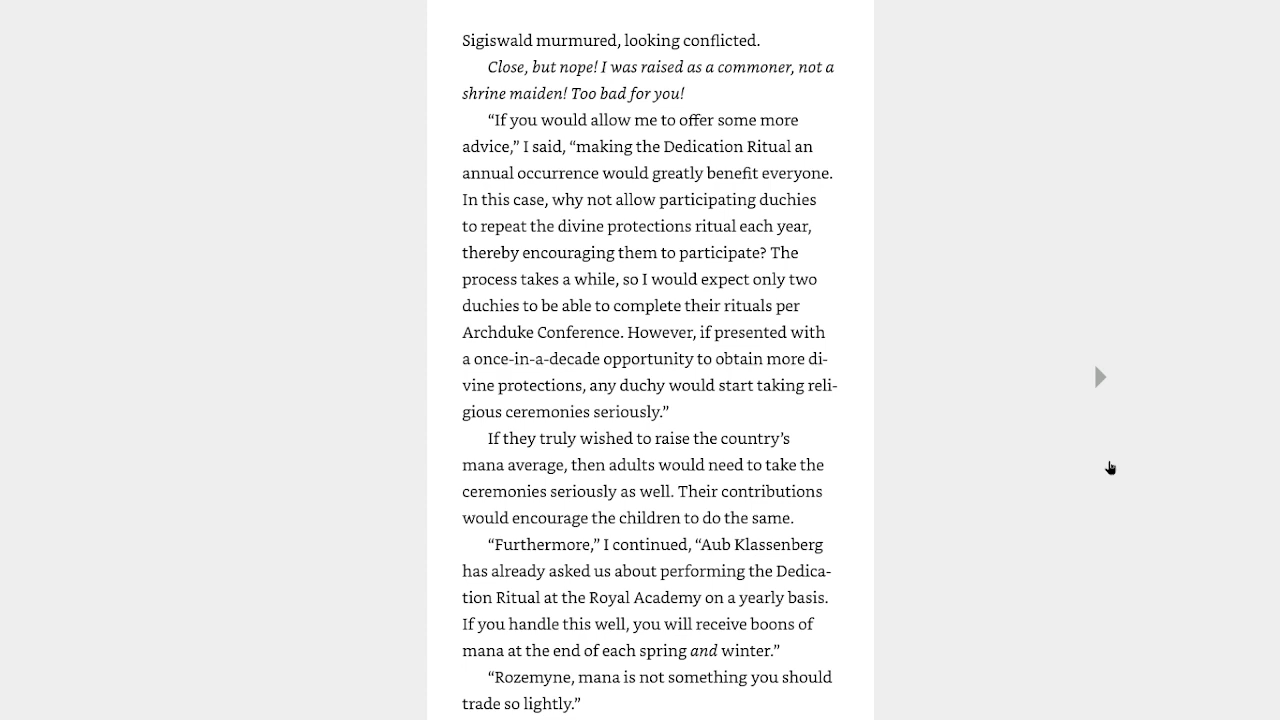 Sigiswald murmured, looking conflicted.
Close, but nope! I was raised as a commoner, not a
shrine maiden! Too bad for you!
“If you would allow me to offer some more
advice,” I said, “making the Dedication Ritual an
annual occurrence would greatly benefit everyone.
In this case, why not allow participating duchies
to repeat the divine protections ritual each year,
thereby encouraging them to participate? The
process takes a while, so I would expect only two
duchies to be able to complete their rituals per
Archduke Conference. However, if presented with
a once-in-a-decade opportunity to obtain more di-
vine protections, any duchy would start taking reli-
gious ceremonies seriously.”
If they truly wished to raise the country’s
mana average, then adults would need to take the
ceremonies seriously as well. Their contributions
would encourage the children to do the same.
“Furthermore,” I continued, “Aub Klassenberg
has already asked us about performing the Dedica-
tion Ritual at the Royal Academy on a yearly basis.
If you handle this well, you will receive boons of
mana at the end of each spring and winter.”
“Rozemyne, mana is not something you should
trade so lightly.”